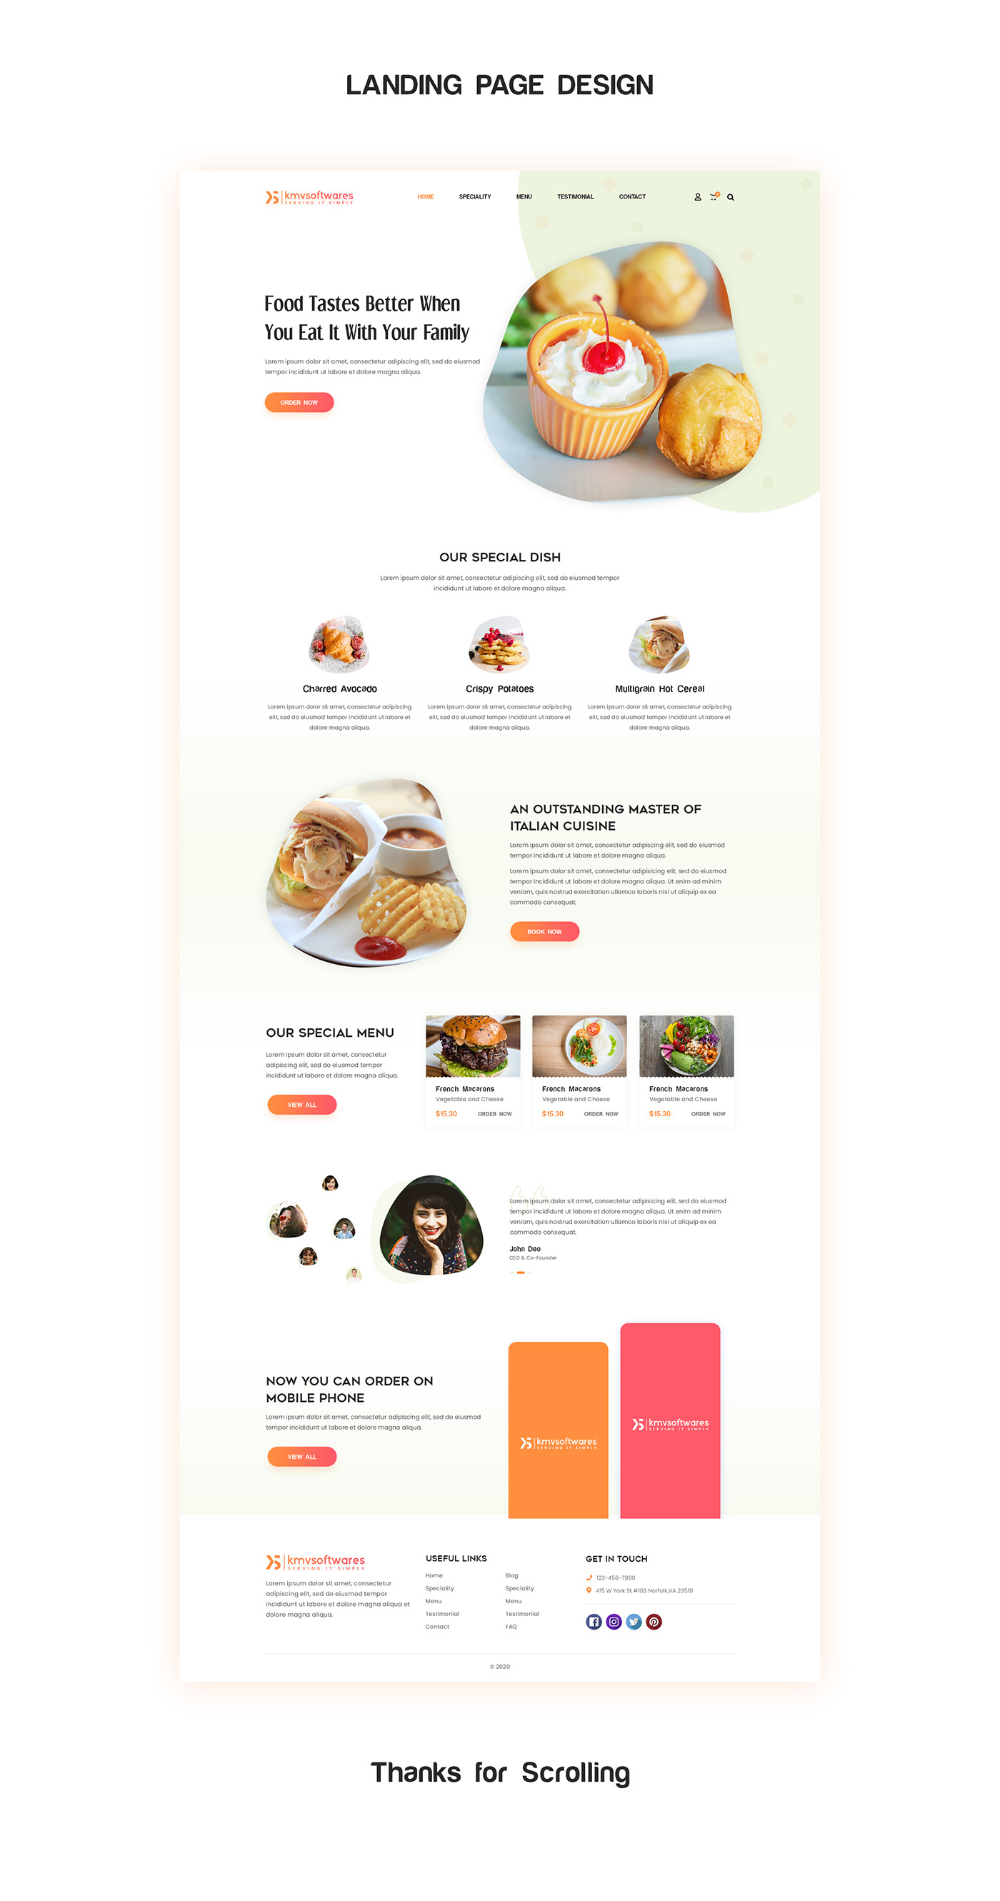 LANDING PAGE DESIGN
kmvsoftwares
SERVING IT SIMPLY
HOME
SPECIALITY
MENU
TESTIMONIAL
CONTACT
Food Tastes Better When
You Eat It With Your Family
Lorem ipsum dolor sit amet, consectetur adipiscing elit, sed do eiusmod
tempor incididunt ut labore et dolore magna aliqua.
ORDER NOW
OUR SPECIAL DISH
Lorem ipsum dolor sit amet, consectetur adipiscing elit, sed do eiusmod tempor
incididunt ut labore et dolore magna aliqua.
Charred Avocado
Lorem ipsum dolor sit amet, consectetur adipiscing
elit, sed do eiusmod tempor incididunt ut labore et
dolore magna aliqua.
Crispy Potatoes
Lorem ipsum dolor sit amet, consectetur adipiscing
elit, sed do eiusmod tempor incididunt ut labore et
dolore magna aliqua.
Multigrain Hot Cereal
Lorem ipsum dolor sit amet, consectetur adipiscing
elit, sed do eiusmod tempor incididunt ut labore et
dolore magna aliqua.
AN OUTSTANDING MASTER OF
ITALIAN CUISINE
Lorem ipsum dolor sit amet, consectetur adipiscing elit, sed do eiusmod
tempor incididunt ut labore et dolore magna aliqua.
Lorem ipsum dolor sit amet, consectetur adipiscing elit, sed do eiusmod
tempor incididunt ut labore et dolore magna aliqua. Ut enim ad minim
veniam, quis nostrud exercitation ullamco laboris nisi ut aliquip ex ea
commodo consequat.
BOOK NOW
OUR SPECIAL MENU
Lorem ipsum dolor sit amet, consectetur
adipiscing elit, sed do eiusmod tempor
incididunt ut labore et dolore magna aliqua.
VIEW ALL
French Macarons
Vegetable and Cheese
$15.30
ORDER NOW
French Macarons
Vegetable and Cheese
$15.30
ORDER NOW
French Macarons
Vegetable and Cheese
$15.30
ORDER NOW
Lorem ipsum dolor sit amet, consectetur adipiscing elit, sed do eiusmod
tempor incididunt ut labore et dolore magna aliqua. Ut enim ad minim
veniam, quis nostrud exercitation ullamco laboris nisi ut aliquip ex ea
commodo consequat.
John Deo
CEO & Co-Founder
NOW YOU CAN ORDER ON
MOBILE PHONE
Lorem ipsum dolor sit amet, consectetur adipiscing elit, sed do eiusmod
tempor incididunt ut labore et dolore magna aliqua.
VIEW ALL
kmvsoftwares
SERVING IT SIMPLY
kmvsoftwares
SERVING IT SIMPLY
kmvsoftwares
SERVING IT SIMPLY
Lorem ipsum dolor sit amet, consectetur
adipiscing elit, sed do eiusmod tempor
incididunt ut labore et dolore magna aliqua et
dolore magna aliqua.
USEFUL LINKS
Home
Speciality
Menu
Testimonial
Contact
Blog
Speciality
Menu
Testimonial
FAQ
GET IN TOUCH
123-456-7890
415 W York St #103 Norfolk,VA 23510
© 2020
Thanks for Scrolling